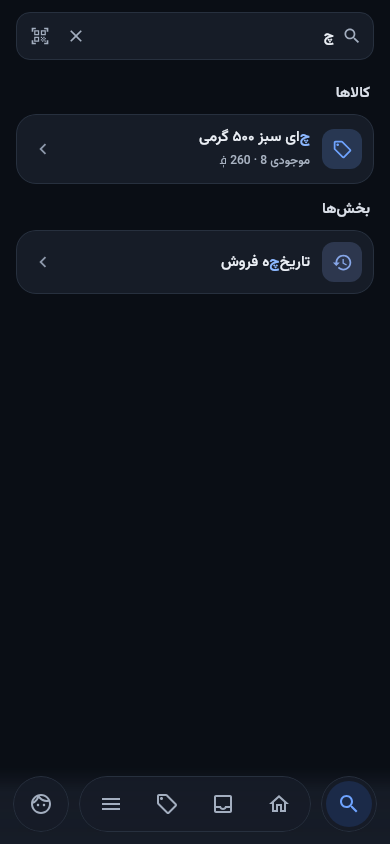 چ
کالاها
چای سبز ۵۰۰ گرمی
موجودی 8 · 260 ؋
بخش‌ها
تاریخچه فروش